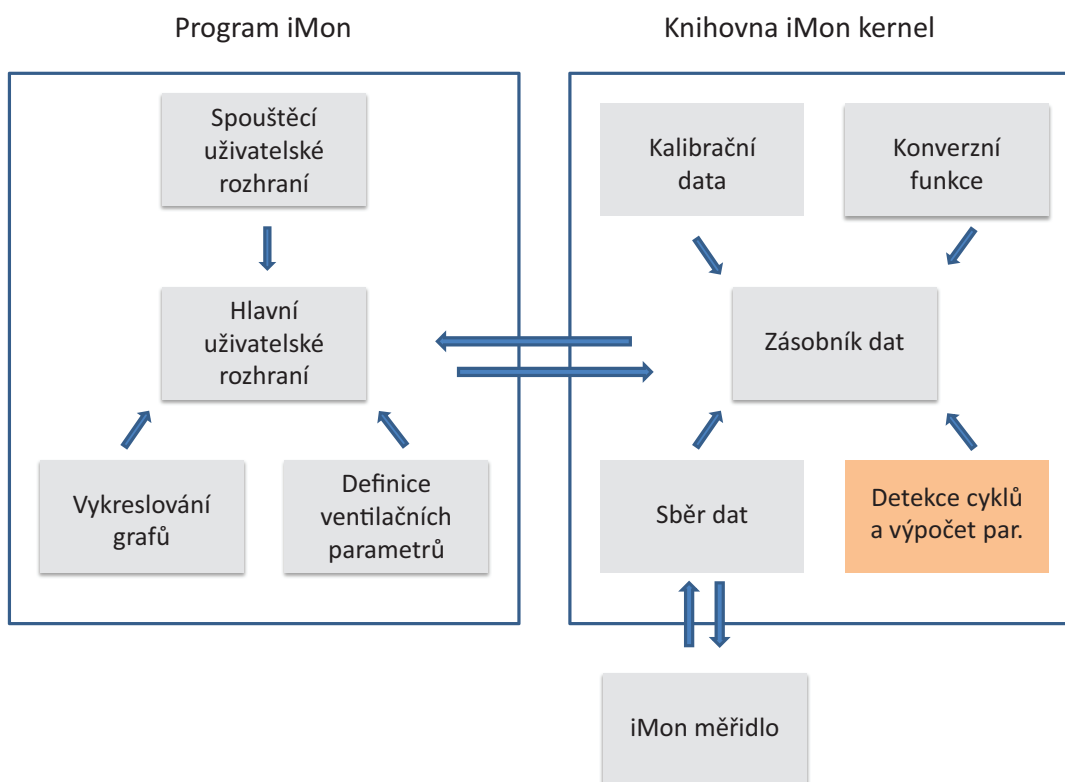 Program iMon
Spouštěcí
uživatelské
rozhraní
Hlavní
uživatelské
rozhraní
Vykreslování
grafů
Definice
ventilačních
parametrů
Knihovna iMon kernel
Kalibrační
data
Konverzní
funkce
Zásobník dat
Sběr dat
Detekce cyklů
a výpočet par.
iMon měřidlo